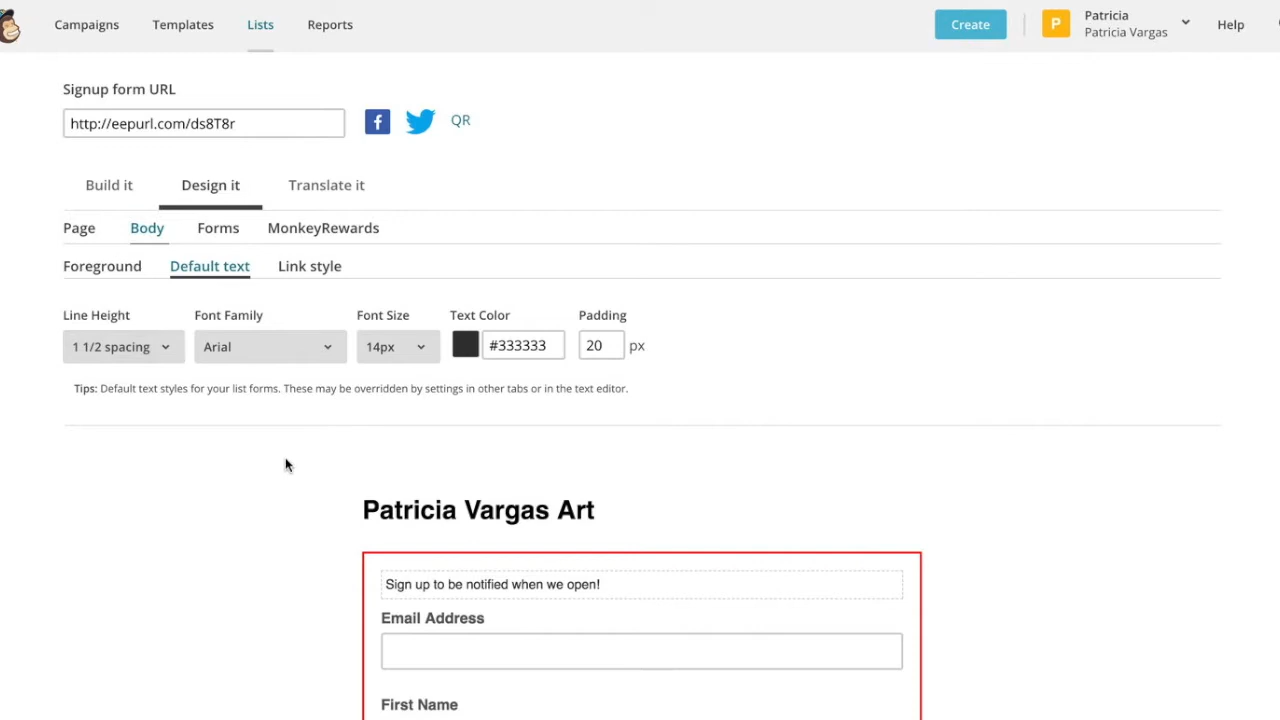 Campaigns Templates Lists Reports Create P Patricia Help
Patricia Vargas
Signup form URL
http://eepurl.com/ds8T8r f QR
Build it Design it Translate it
Page Body Forms MonkeyRewards
Foreground Default text Link style
Line Height Font Family Font Size Text Color Padding
1 1/2 spacing Arial 14px #333333 20 px
Tips: Default text styles for your list forms. These may be overridden by settings in other tabs or in the text editor.
Patricia Vargas Art
Sign up to be notified when we open!
Email Address
First Name